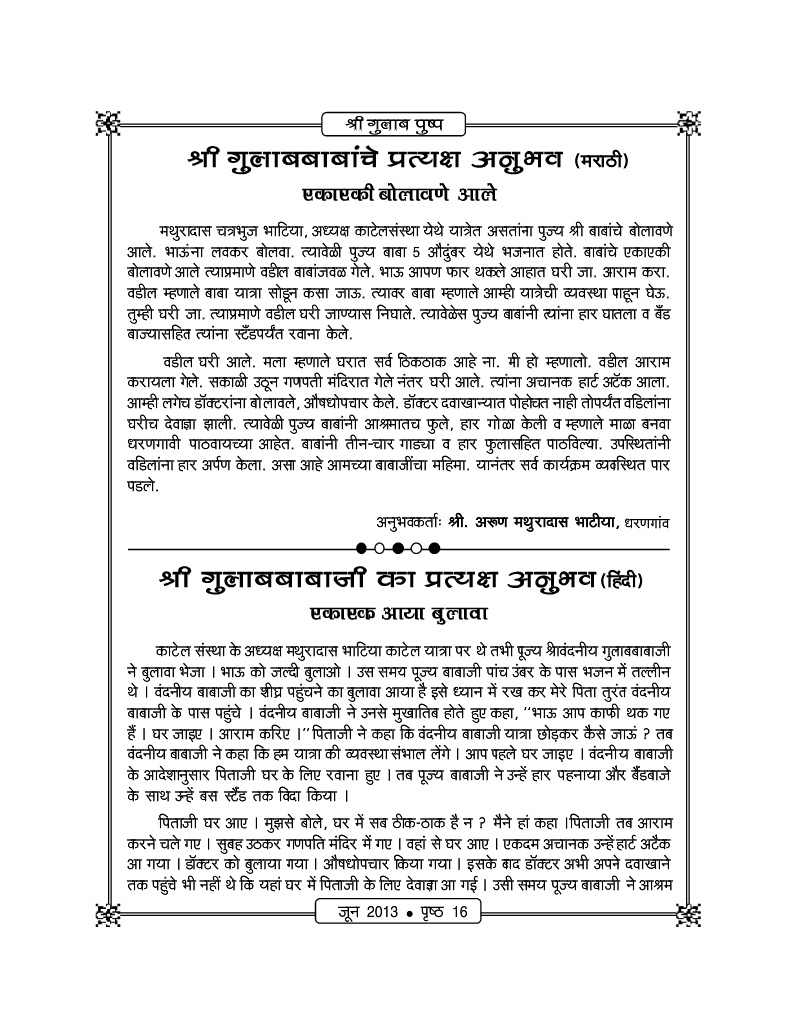 श्री गुलाब पुष्प
श्री गुलाबबाबांचे प्रत्यक्ष अनुभव (मराठी)
एकाएकी बोलावणे आले
मथुरादास चत्रभुज भाटिया, अध्यक्ष काटेलसंस्था येथे यात्रेत असतांना पुज्य श्री बाबांचे बोलावणे
आले. भाऊंना लवकर बोलवा. त्यावेळी पुज्य बाबा 5 औदुंबर येथे भजनात होते. बाबांचे एकाएकी
बोलावणे आले त्याप्रमाणे वडील बाबांजवळ गेले. भाऊ आपण फार थकले आहात घरी जा. आराम करा.
वडील म्हणाले बाबा यात्रा सोडून कसा जाऊ. त्यावर बाबा म्हणाले आम्ही यात्रेची व्यवस्था पाहून घेऊ.
तुम्ही घरी जा. त्याप्रमाणे वडील घरी जाण्यास निघाले. त्यावेळेस पुज्य बाबांनी त्यांना हार घातला व बँड
बाज्यासहित त्यांना स्टँडपर्यंत रवाना केले.
वडील घरी आले. मला म्हणाले घरात सर्व ठिकठाक आहे ना. मी हो म्हणालो. वडील आराम
करायला गेले. सकाळी उठून गणपती मंदिरात गेले नंतर घरी आले. त्यांना अचानक हार्ट अटॅक आला.
आम्ही लगेच डॉक्टरांना बोलावले, औषधोपचार केले. डॉक्टर दवाखान्यात पोहोचत नाही तोपर्यंत वडिलांना
घरीच देवाज्ञा झाली. त्यावेळी पुज्य बाबांनी आश्रमातच फुले, हार गोळा केली व म्हणाले माळा बनवा
धरणगावी पाठवायच्या आहेत. बाबांनी तीन-चार गाड्या व हार फुलासहित पाठविल्या. उपस्थितांनी
वडिलांना हार अर्पण केला. असा आहे आमच्या बाबाजींचा महिमा. यानंतर सर्व कार्यक्रम व्यवस्थित पार
पडले.
अनुभवकर्ताः श्री. अरूण मथुरादास भाटीया, धरणगांव
श्री गुलाबबाबाजी का प्रत्यक्ष अनुभव (हिंदी)
एकाएक आया बुलावा
काटेल संस्था के अध्यक्ष मथुरादास भाटिया काटेल यात्रा पर थे तभी पूज्य श्रीवंदनीय गुलाबबाबाजी
ने बुलावा भेजा । भाऊ को जल्दी बुलाओ । उस समय पूज्य बाबाजी पांच उंबर के पास भजन में तल्लीन
थे । वंदनीय बाबाजी का शीघ्र पहुंचने का बुलावा आया है इसे ध्यान में रख कर मेरे पिता तुरंत वंदनीय
बाबाजी के पास पहुंचे । वंदनीय बाबाजी ने उनसे मुखातिब होते हुए कहा, ‘‘भाऊ आप काफी थक गए
हैं । घर जाइए । आराम करिए ।’’ पिताजी ने कहा कि वंदनीय बाबाजी यात्रा छोड़कर कैसे जाऊं ? तब
वंदनीय बाबाजी ने कहा कि हम यात्रा की व्यवस्था संभाल लेंगे । आप पहले घर जाइए । वंदनीय बाबाजी
के आदेशानुसार पिताजी घर के लिए रवाना हुए । तब पूज्य बाबाजी ने उन्हें हार पहनाया और बैंडबाजे
के साथ उन्हें बस स्टैंड तक विदा किया ।
पिताजी घर आए । मुझसे बोले, घर में सब ठीक-ठाक है न ? मैने हां कहा ।पिताजी तब आराम
करने चले गए । सुबह उठकर गणपति मंदिर में गए । वहां से घर आए । एकदम अचानक उन्हें हार्ट अटैक
आ गया । डॉक्टर को बुलाया गया । औषधोपचार किया गया । इसके बाद डॉक्टर अभी अपने दवाखाने
तक पहुंचे भी नहीं थे कि यहां घर में पिताजी के लिए देवाज्ञा आ गई । उसी समय पूज्य बाबाजी ने आश्रम
जून 2013 ● पृष्ठ 16